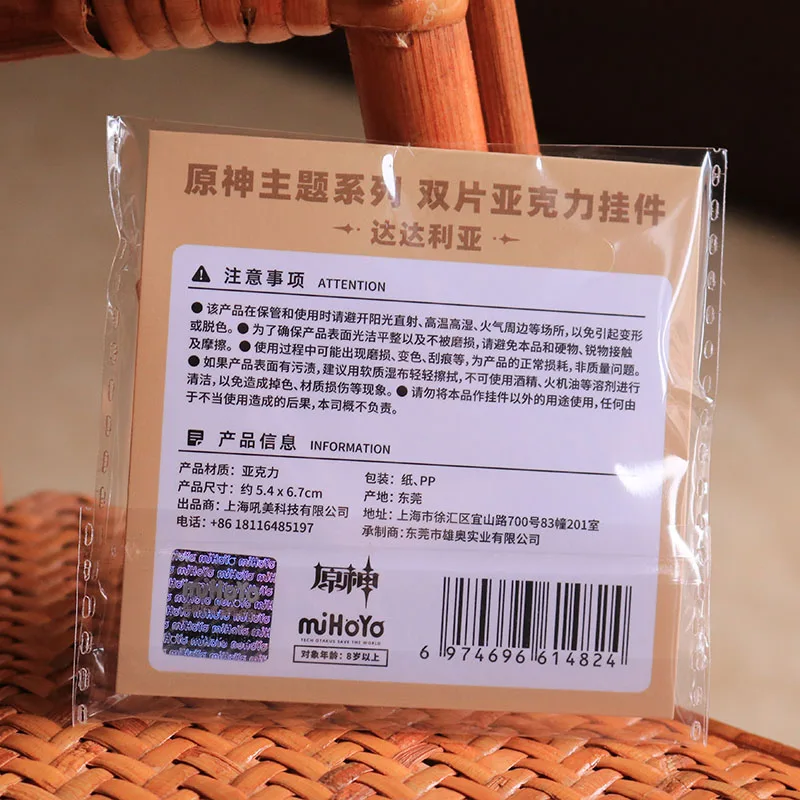 原神主题系列 双片亚克力挂件
达达利亚
注意事项 ATTENTION
● 该产品在保管和使用时请避开阳光直射、高温高湿、火气周边等场所，以免引起变形
或脱色。● 为了确保产品表面光洁平整以及不被磨损，请避免本品和硬物、锐物接触
及摩擦。● 使用过程中可能出现磨损、变色、刮痕等，为产品的正常损耗，非质量问题。
● 如果产品表面有污渍，建议用软质湿布轻轻擦拭，不可使用酒精、火机油等溶剂进行
清洁，以免造成掉色、材质损伤等现象。● 请勿将本品作挂件以外的用途使用，任何由
于不当使用造成的后果，本司概不负责。
产品信息 INFORMATION
产品材质：亚克力
产品尺寸：约 5.4 x 6.7cm
出品商：上海吼美科技有限公司
电话：+86 18116485197
包装：纸、PP
产地：东莞
地址：上海市徐汇区宜山路700号83幢201室
承制商：东莞市雄奥实业有限公司
miHoYo
原神
miHoYo
TECH OTAKUS SAVE THE WORLD
对象年龄：8岁以上
6 974696 614824